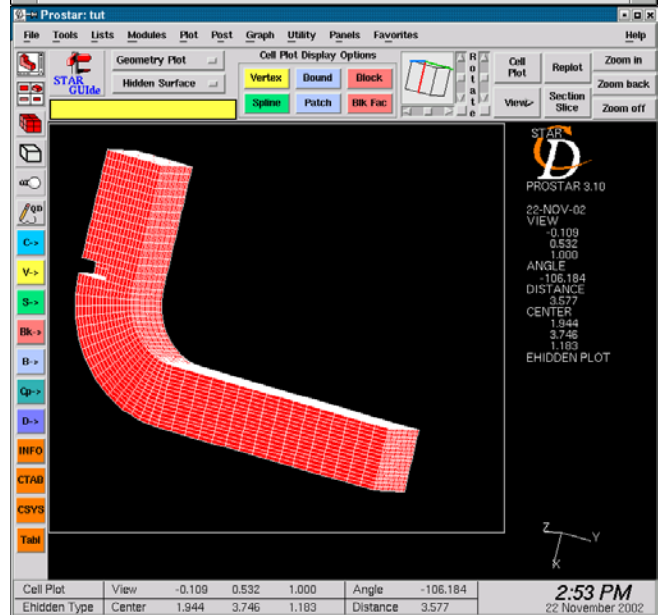 Prostar: tut
File Tools Lists Modules Plot Post Graph Utility Panels Favorites Help
STAR GUIde
Geometry Plot
Hidden Surface
Cell Plot Display Options
Vertex Bound Block
Spline Patch Blk Fac
Rotate
Cell Plot
Replot
Zoom in
Zoom back
View
Section Slice
Zoom off
C->
V->
S->
Bk->
B->
Cp->
D->
INFO
CTAB
CSYS
Tabl
STAR
D
PROSTAR 3.10
22-NOV-02
VIEW
-0.109
0.532
1.000
ANGLE
-106.184
DISTANCE
3.577
CENTER
1.944
3.746
1.183
EHIDDEN PLOT
Z
Y
X
Cell Plot View -0.109 0.532 1.000 Angle -106.184 2:53 PM
Ehidden Type Center 1.944 3.746 1.183 Distance 3.577 22 November 2002